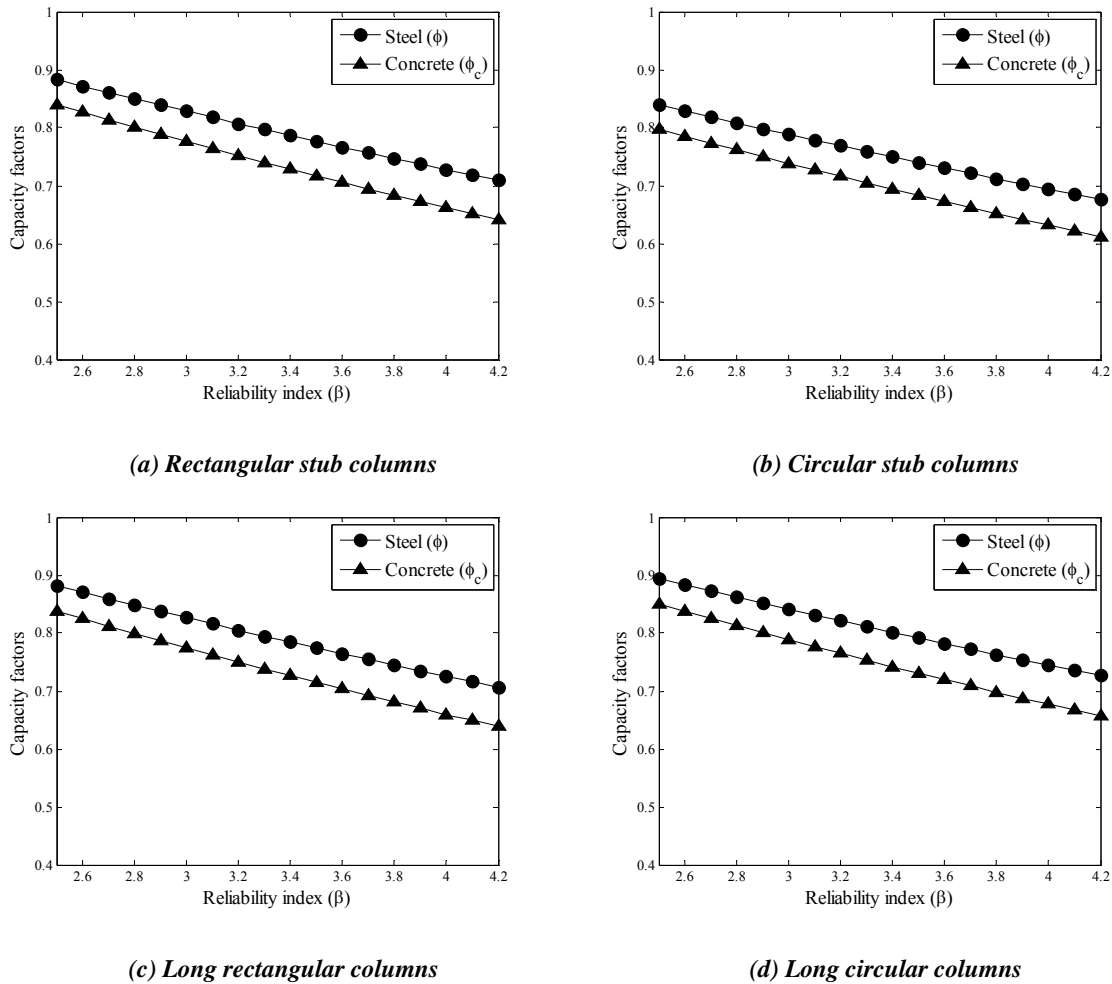 1
0.9
0.8
0.7
0.6
0.5
0.4
Capacity factors
Steel (ϕ)
Concrete (ϕc)
2.6 2.8 3 3.2 3.4 3.6 3.8 4 4.2
Reliability index (β)
(a) Rectangular stub columns
1
0.9
0.8
0.7
0.6
0.5
0.4
Capacity factors
Steel (ϕ)
Concrete (ϕc)
2.6 2.8 3 3.2 3.4 3.6 3.8 4 4.2
Reliability index (β)
(b) Circular stub columns
1
0.9
0.8
0.7
0.6
0.5
0.4
Capacity factors
Steel (ϕ)
Concrete (ϕc)
2.6 2.8 3 3.2 3.4 3.6 3.8 4 4.2
Reliability index (β)
(c) Long rectangular columns
1
0.9
0.8
0.7
0.6
0.5
0.4
Capacity factors
Steel (ϕ)
Concrete (ϕc)
2.6 2.8 3 3.2 3.4 3.6 3.8 4 4.2
Reliability index (β)
(d) Long circular columns